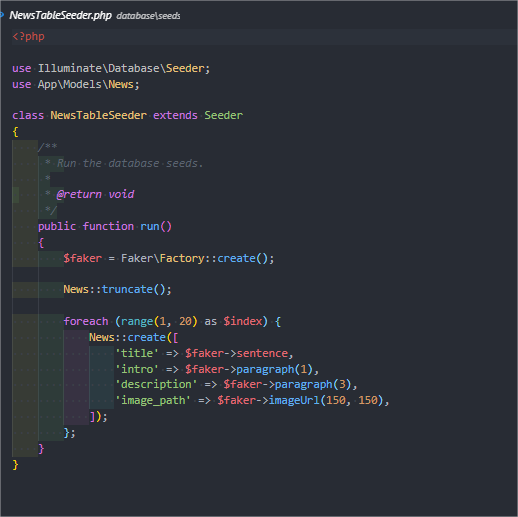 NewsTableSeeder.php database\seeds
<?php
use Illuminate\Database\Seeder;
use App\Models\News;
class NewsTableSeeder extends Seeder
{
/**
* Run the database seeds.
*
* @return void
*/
public function run()
{
$faker = Faker\Factory::create();
News::truncate();
foreach (range(1, 20) as $index) {
News::create([
'title' => $faker->sentence,
'intro' => $faker->paragraph(1),
'description' => $faker->paragraph(3),
'image_path' => $faker->imageUrl(150, 150),
]);
};
}
}